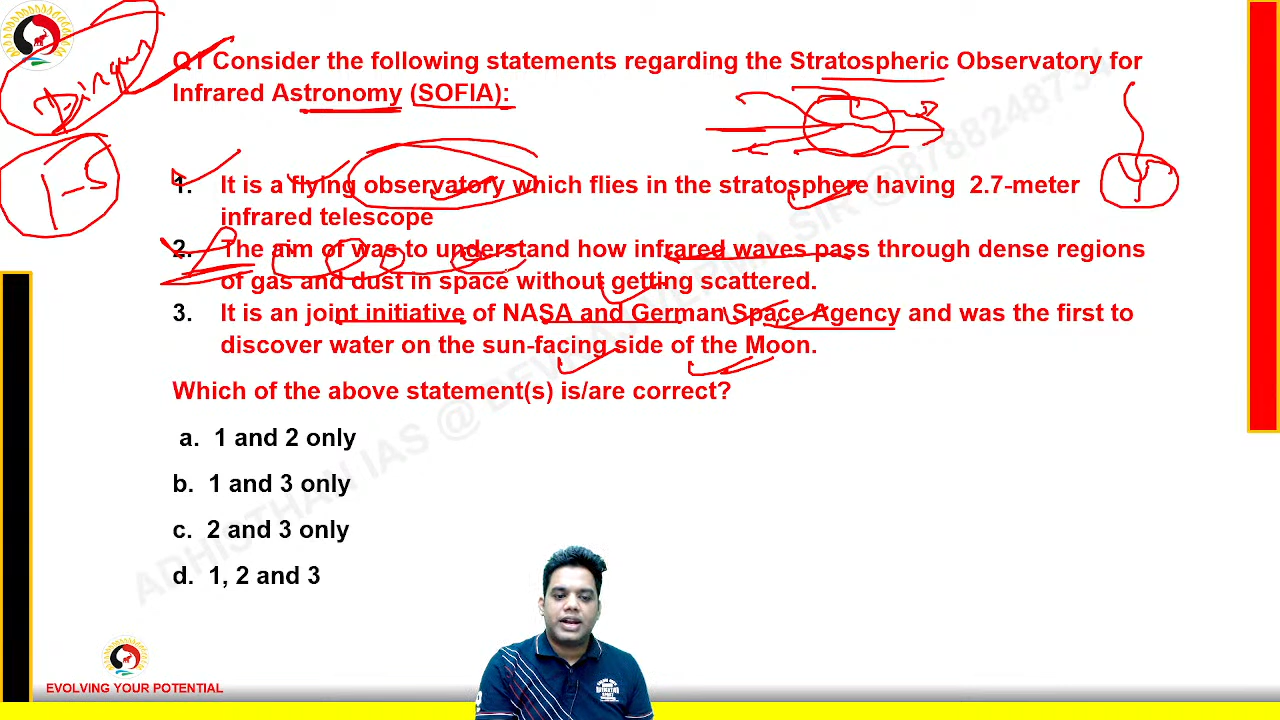 Q1 Consider the following statements regarding the Stratospheric Observatory for
Infrared Astronomy (SOFIA):
1. It is a flying observatory which flies in the stratosphere having 2.7-meter
infrared telescope
2. The aim of was to understand how infrared waves pass through dense regions
of gas and dust in space without getting scattered.
3. It is an joint initiative of NASA and German Space Agency and was the first to
discover water on the sun-facing side of the Moon.
Which of the above statement(s) is/are correct?
a. 1 and 2 only
b. 1 and 3 only
c. 2 and 3 only
d. 1, 2 and 3
1-5
EVOLVING YOUR POTENTIAL